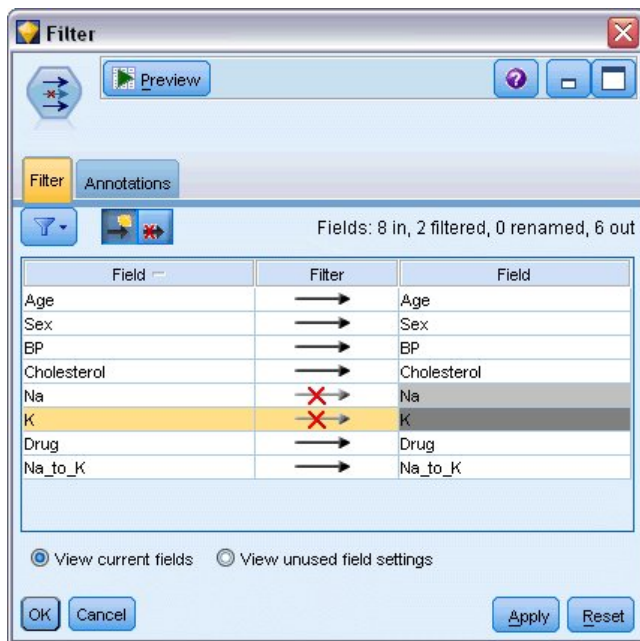 Filter
Preview
Filter Annotations
Fields: 8 in, 2 filtered, 0 renamed, 6 out
Field Filter Field
Age Age
Sex Sex
BP BP
Cholesterol Cholesterol
Na Na
K K
Drug Drug
Na_to_K Na_to_K
View current fields View unused field settings
OK Cancel Apply Reset